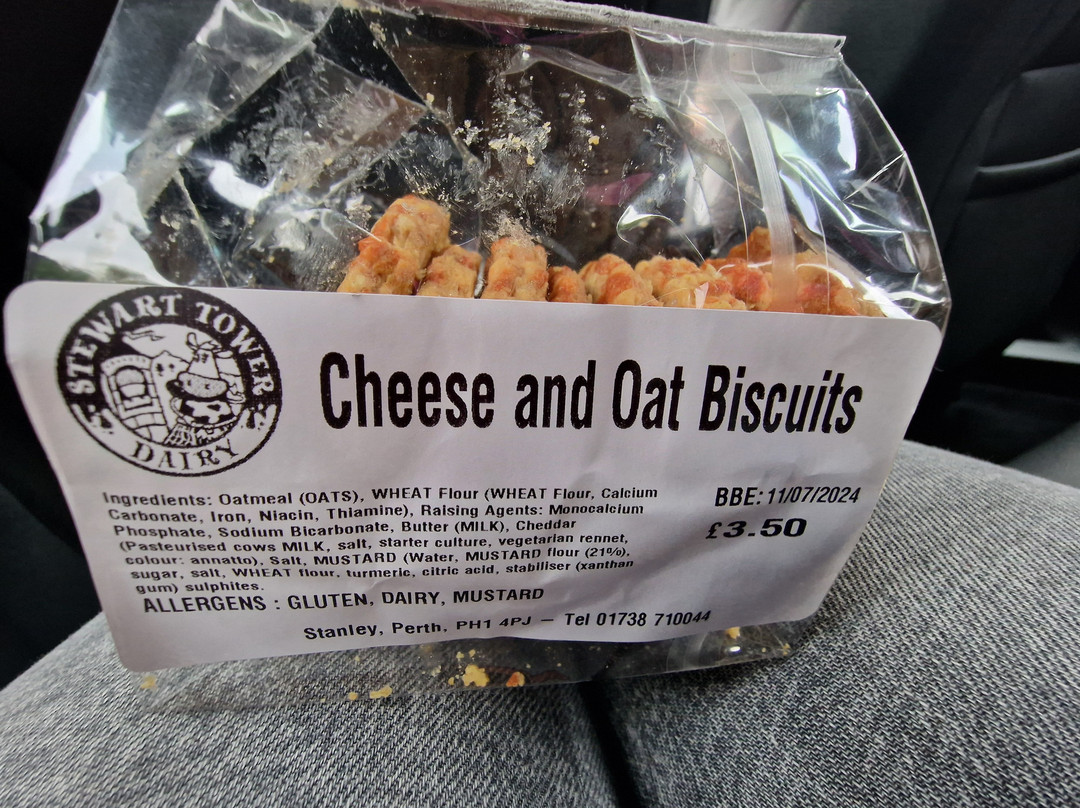 STEWART TOWER
DAIRY
Cheese and Oat Biscuits
Ingredients: Oatmeal (OATS), WHEAT Flour (WHEAT Flour, Calcium
Carbonate, Iron, Niacin, Thiamine), Raising Agents: Monocalcium
Phosphate, Sodium Bicarbonate, Butter (MILK), Cheddar
(Pasteurised cows MILK, salt, starter culture, vegetarian rennet,
colour: annatto), Salt, MUSTARD (Water, MUSTARD flour (21%),
sugar, salt, WHEAT flour, turmeric, citric acid, stabiliser (xanthan
gum) sulphites.
BBE: 11/07/2024
£3.50
ALLERGENS : GLUTEN, DAIRY, MUSTARD
Stanley, Perth. PH1 4PJ – Tel 01738 710044